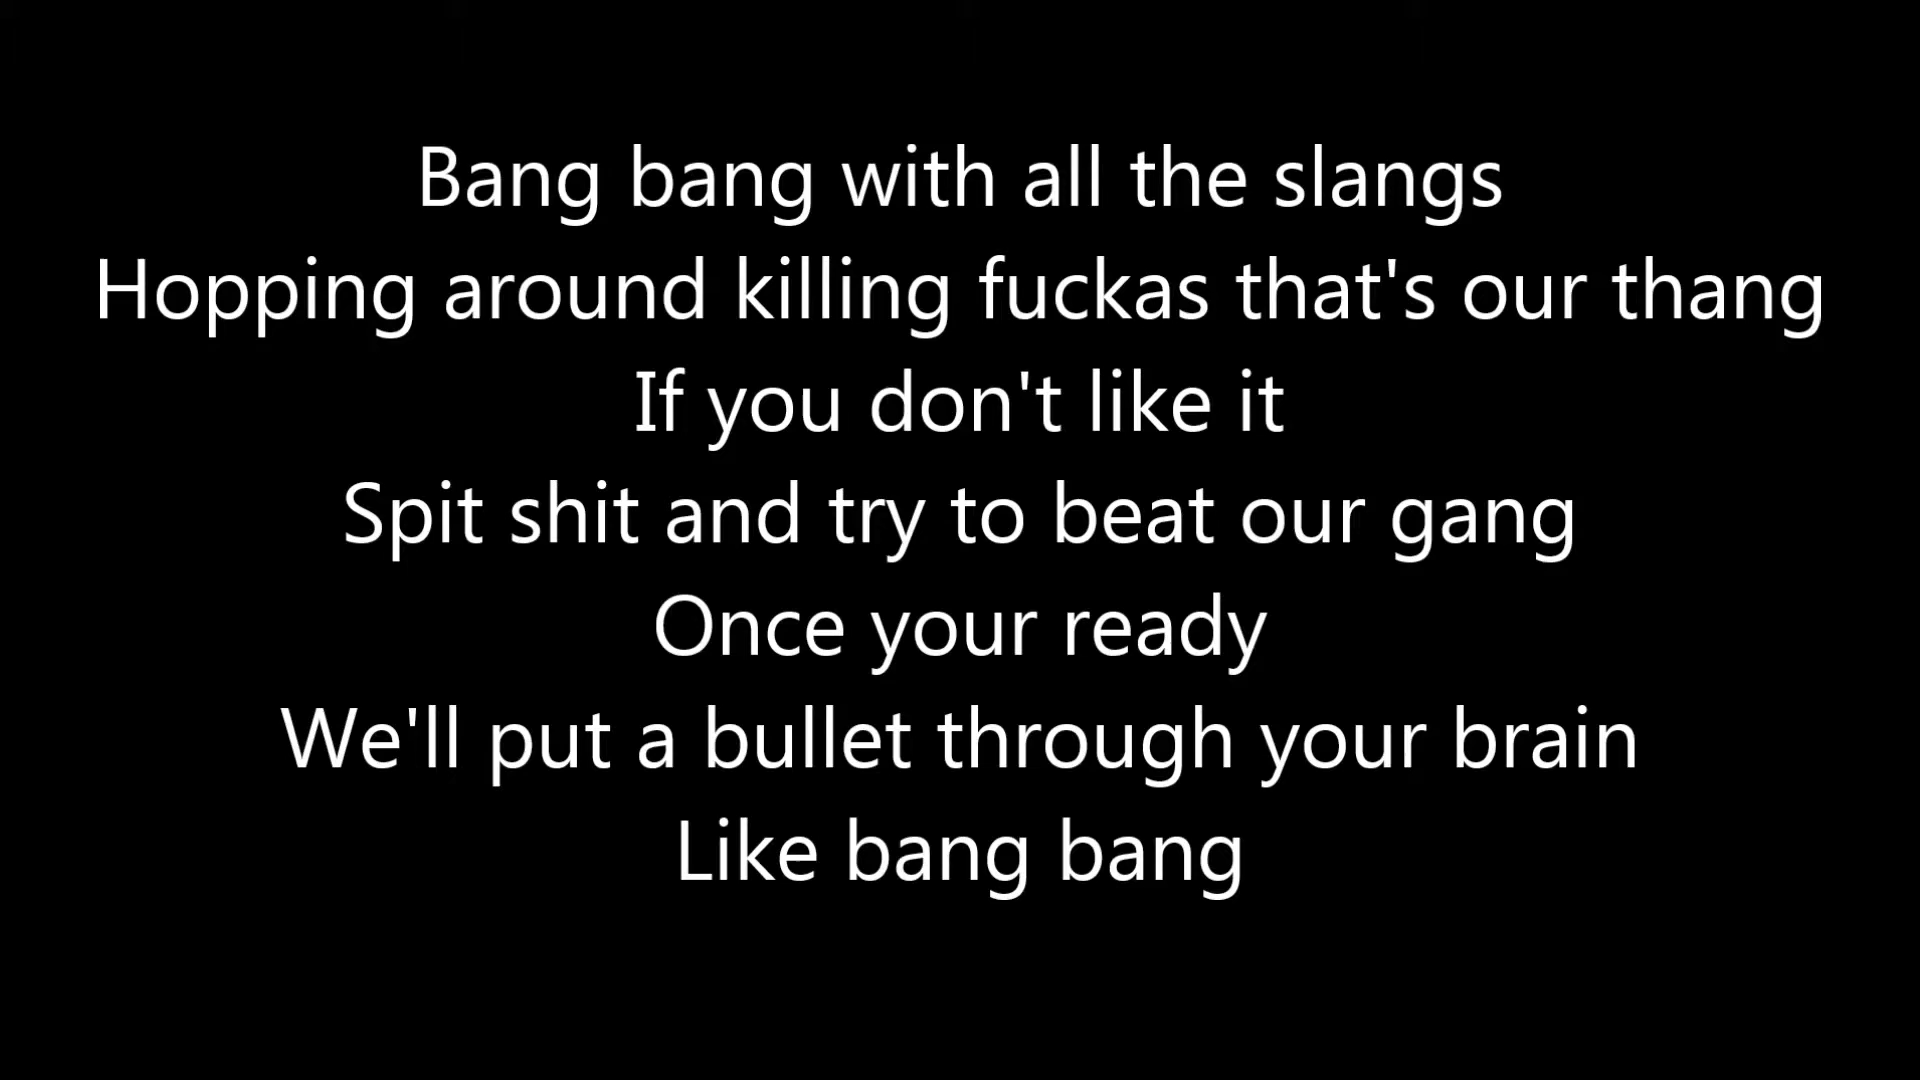 Bang bang with all the slangs
Hopping around killing fuckas that's our thang
If you don't like it
Spit shit and try to beat our gang
Once your ready
We'll put a bullet through your brain
Like bang bang